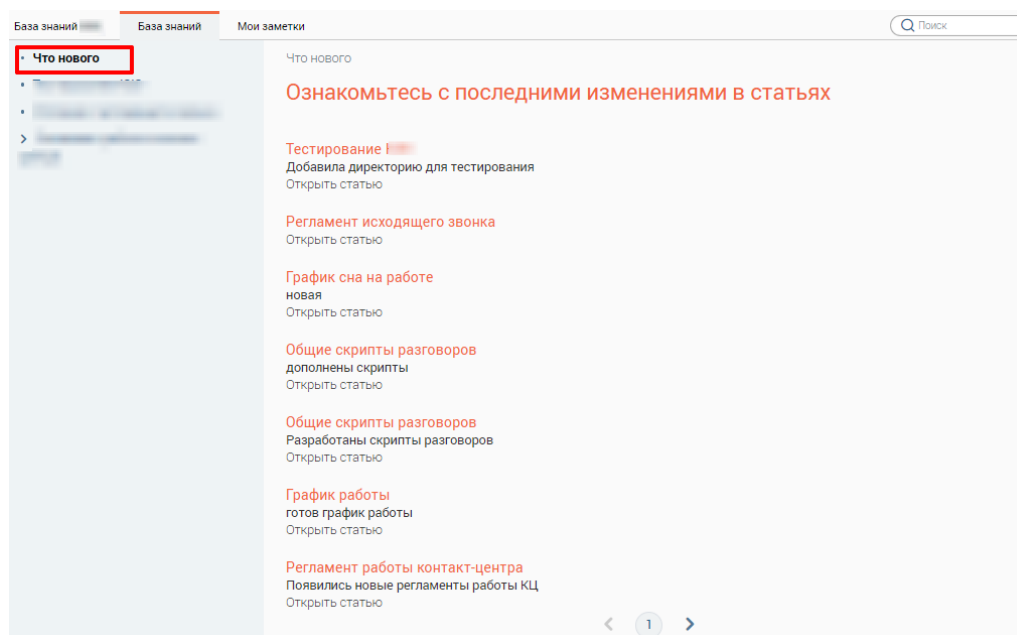 База знаний
База знаний
Мои заметки
Поиск
Что нового
Что нового
Ознакомьтесь с последними изменениями в статьях
Тестирование
Добавила директорию для тестирования
Открыть статью
Регламент исходящего звонка
Открыть статью
График сна на работе
новая
Открыть статью
Общие скрипты разговоров
дополнены скрипты
Открыть статью
Общие скрипты разговоров
Разработаны скрипты разговоров
Открыть статью
График работы
готов график работы
Открыть статью
Регламент работы контакт-центра
Появились новые регламенты работы КЦ
Открыть статью
1